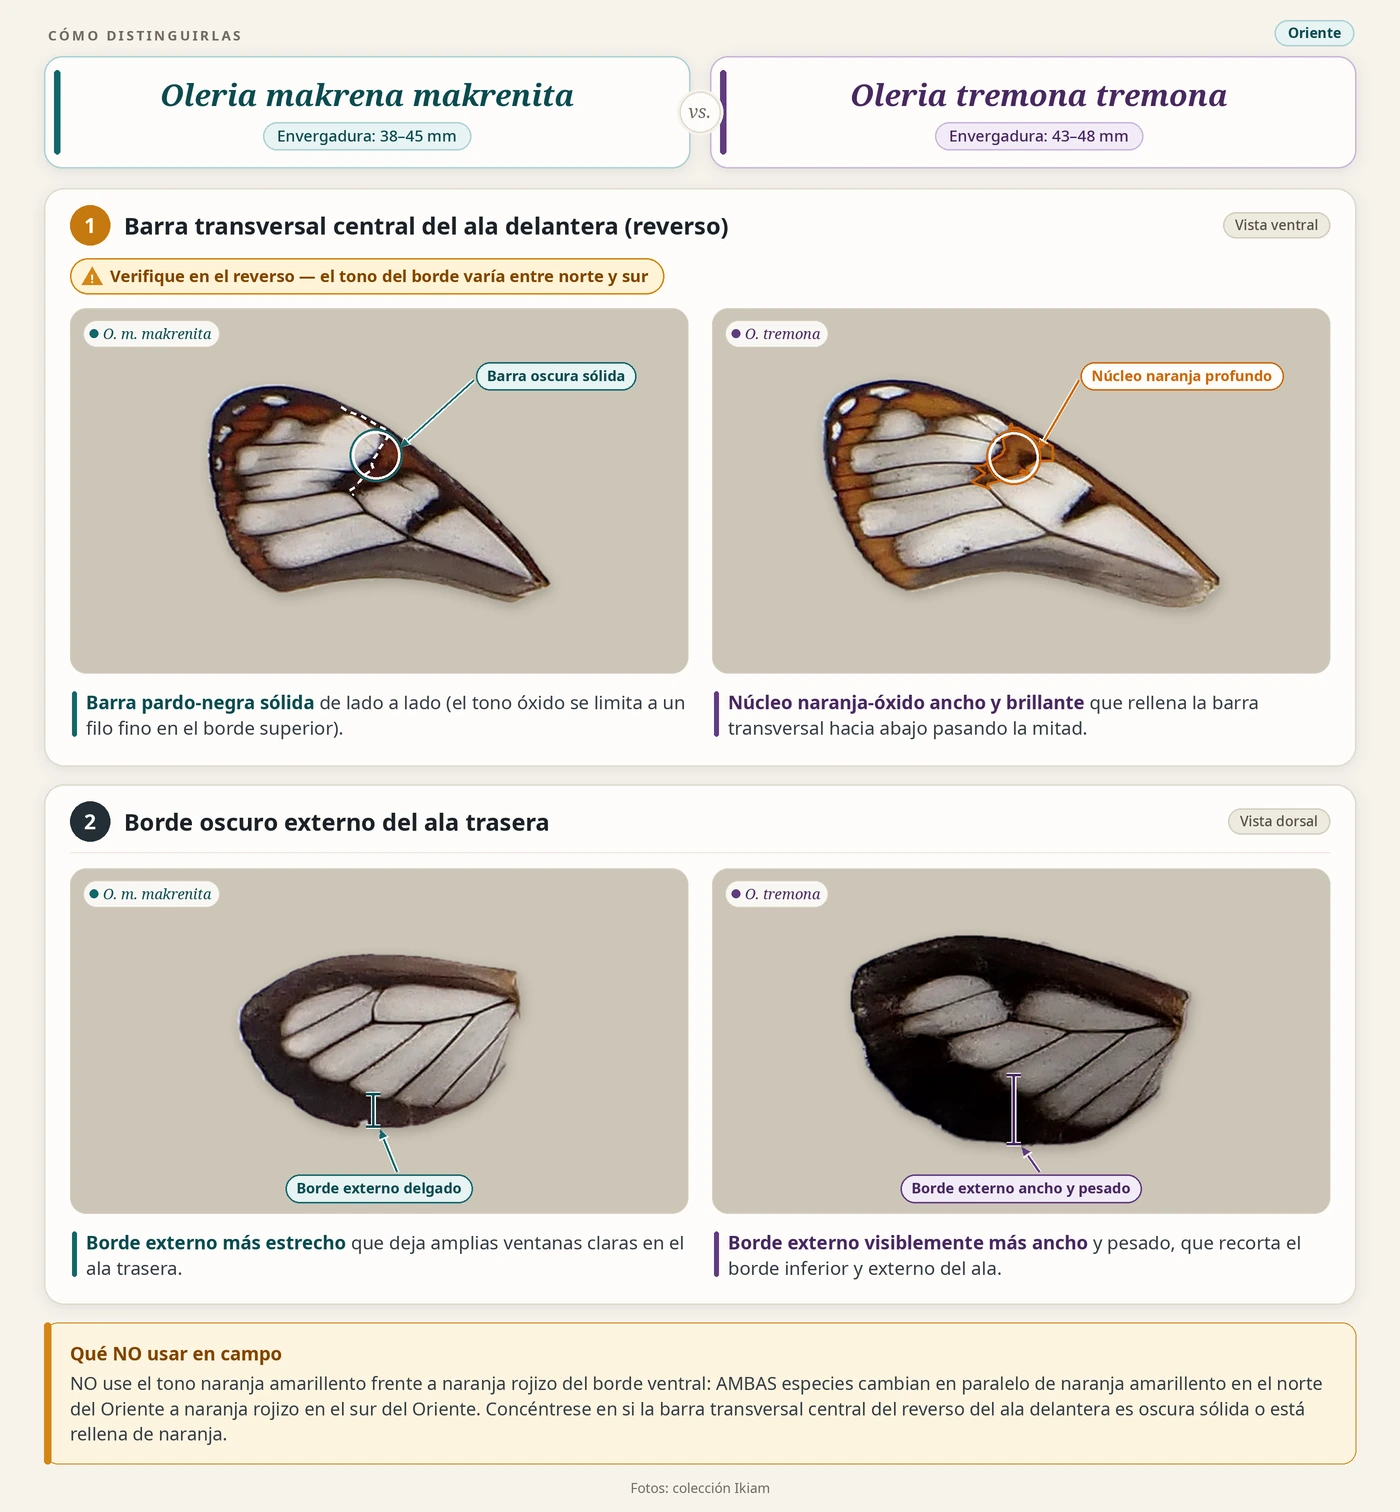 CÓMO DISTINGUIRLAS
Oriente
Oleria makrena makrenita
Envergadura: 38–45 mm
vs.
Oleria tremona tremona
Envergadura: 43–48 mm
1
Barra transversal central del ala delantera (reverso)
Vista ventral
Verifique en el reverso — el tono del borde varía entre norte y sur
O. m. makrenita
Barra oscura sólida
O. tremona
Núcleo naranja profundo
Barra pardo-negra sólida de lado a lado (el tono óxido se limita a un
filo fino en el borde superior).
Núcleo naranja-óxido ancho y brillante que rellena la barra
transversal hacia abajo pasando la mitad.
2
Borde oscuro externo del ala trasera
Vista dorsal
O. m. makrenita
Borde externo delgado
O. tremona
Borde externo ancho y pesado
Borde externo más estrecho que deja amplias ventanas claras en el
ala trasera.
Borde externo visiblemente más ancho y pesado, que recorta el
borde inferior y externo del ala.
Qué NO usar en campo
NO use el tono naranja amarillento frente a naranja rojizo del borde ventral: AMBAS especies cambian en paralelo de naranja amarillento en el norte
del Oriente a naranja rojizo en el sur del Oriente. Concéntrese en si la barra transversal central del reverso del ala delantera es oscura sólida o está
rellena de naranja.
Fotos: colección Ikiam